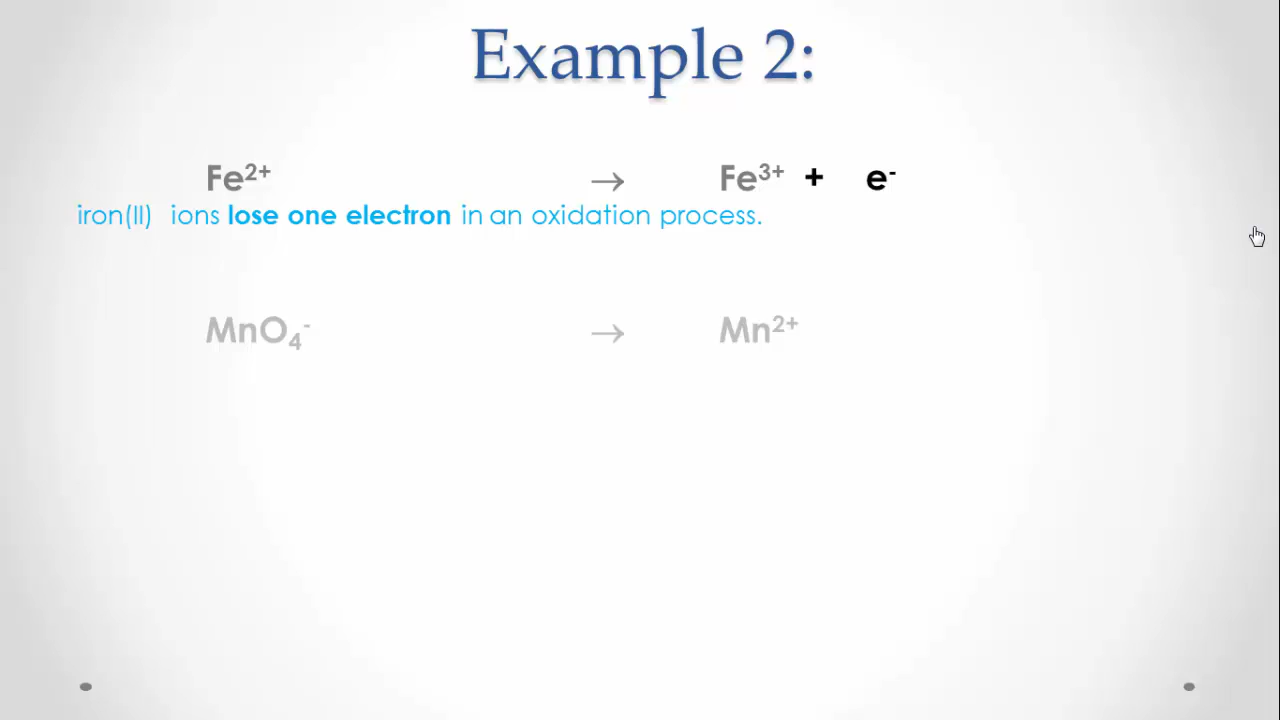 Example 2:
Fe²⁺ → Fe³⁺ + e⁻
iron(II) ions lose one electron in an oxidation process.
MnO₄⁻ → Mn²⁺